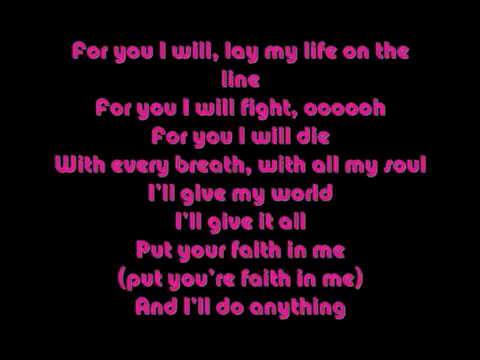 For you I will, lay my life on the
line
For you I will fight, oooooh
For you I will die
With every breath, with all my soul
I'll give my world
I'll give it all
Put your faith in me
(put you're faith in me)
And I'll do anything